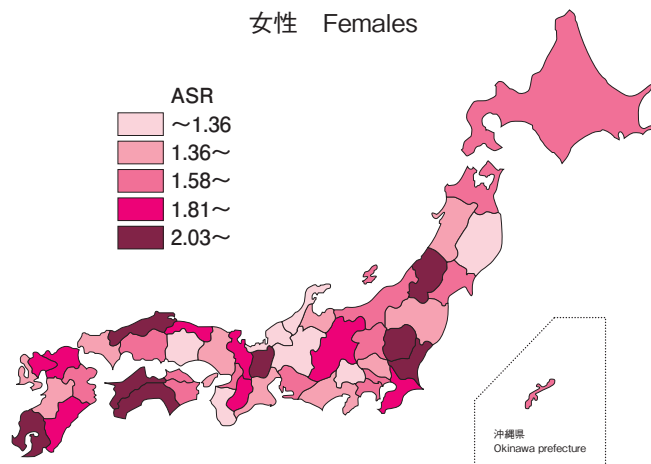 女性　Females
ASR
〜1.36
1.36〜
1.58〜
1.81〜
2.03〜
沖縄県
Okinawa prefecture